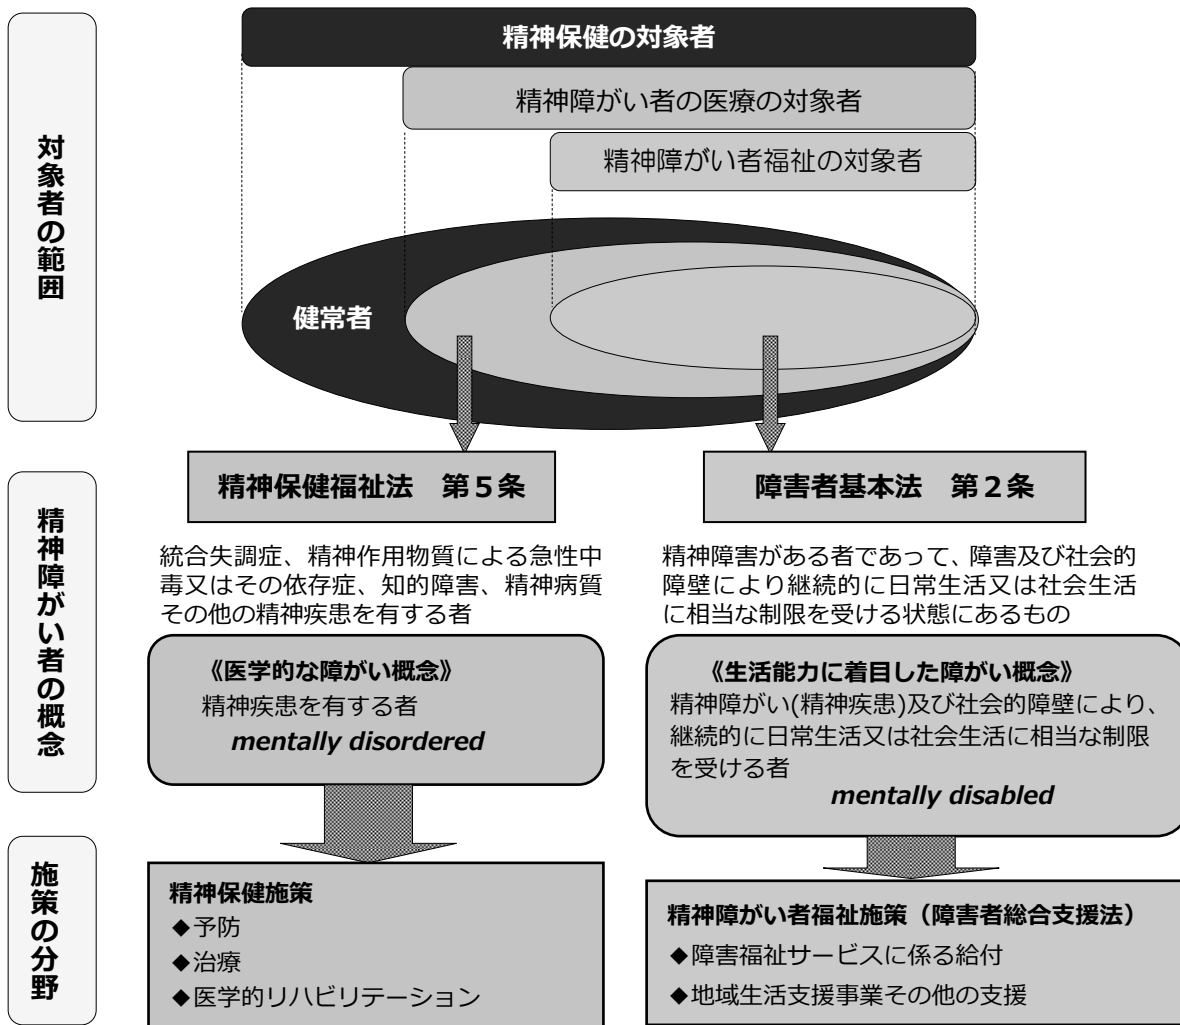 対象者の範囲
精神保健の対象者
精神障がい者の医療の対象者
精神障がい者福祉の対象者
健常者
精神障がい者の概念
精神保健福祉法　第５条
統合失調症、精神作用物質による急性中
毒又はその依存症、知的障害、精神病質
その他の精神疾患を有する者
《医学的な障がい概念》
精神疾患を有する者
mentally disordered
障害者基本法　第２条
精神障害がある者であって、障害及び社会的
障壁により継続的に日常生活又は社会生活
に相当な制限を受ける状態にあるもの
《生活能力に着目した障がい概念》
精神障がい(精神疾患)及び社会的障壁により、
継続的に日常生活又は社会生活に相当な制限
を受ける者
mentally disabled
施策の分野
精神保健施策
◆予防
◆治療
◆医学的リハビリテーション
精神障がい者福祉施策（障害者総合支援法）
◆障害福祉サービスに係る給付
◆地域生活支援事業その他の支援